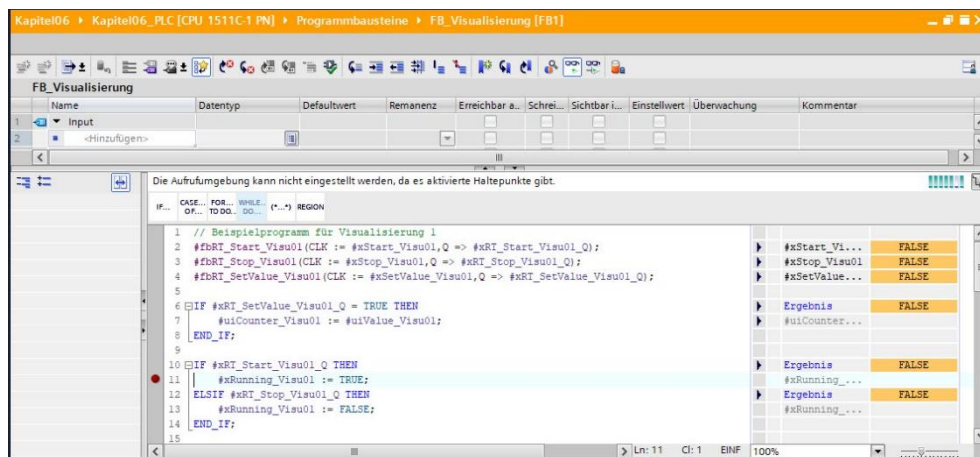 Kapitel06 ▸ Kapitel06_PLC [CPU 1511C-1 PN] ▸ Programmbausteine ▸ FB_Visualisierung [FB1]
FB_Visualisierung
Name Datentyp Defaultwert Remanenz Erreichbar a.. Schrei... Sichtbar i... Einstellwert Überwachung Kommentar
1 Input
2 <Hinzufügen>
Die Aufrufumgebung kann nicht eingestellt werden, da es aktivierte Haltepunkte gibt.
IF... CASE... OF... FOR... TO DO... WHILE... DO... (*...*) REGION
1 // Beispielprogramm für Visualisierung 1
2 #fbRT_Start_Visu01(CLK := #xStart_Visu01,Q => #xRT_Start_Visu01_Q); #xStart_Vi... FALSE
3 #fbRT_Stop_Visu01(CLK := #xStop_Visu01,Q => #xRT_Stop_Visu01_Q); #xStop_Visu01 FALSE
4 #fbRT_SetValue_Visu01(CLK := #xSetValue_Visu01,Q => #xRT_SetValue_Visu01_Q); #xSetValue... FALSE
5
6 IF #xRT_SetValue_Visu01_Q = TRUE THEN Ergebnis FALSE
7 #uiCounter_Visu01 := #uiValue_Visu01; #uiCounter...
8 END_IF;
9
10 IF #xRT_Start_Visu01_Q THEN Ergebnis FALSE
11 #xRunning_Visu01 := TRUE; #xRunning_...
12 ELSIF #xRT_Stop_Visu01_Q THEN Ergebnis FALSE
13 #xRunning_Visu01 := FALSE; #xRunning_...
14 END_IF;
15
Ln: 11 Cl: 1 EINF 100%